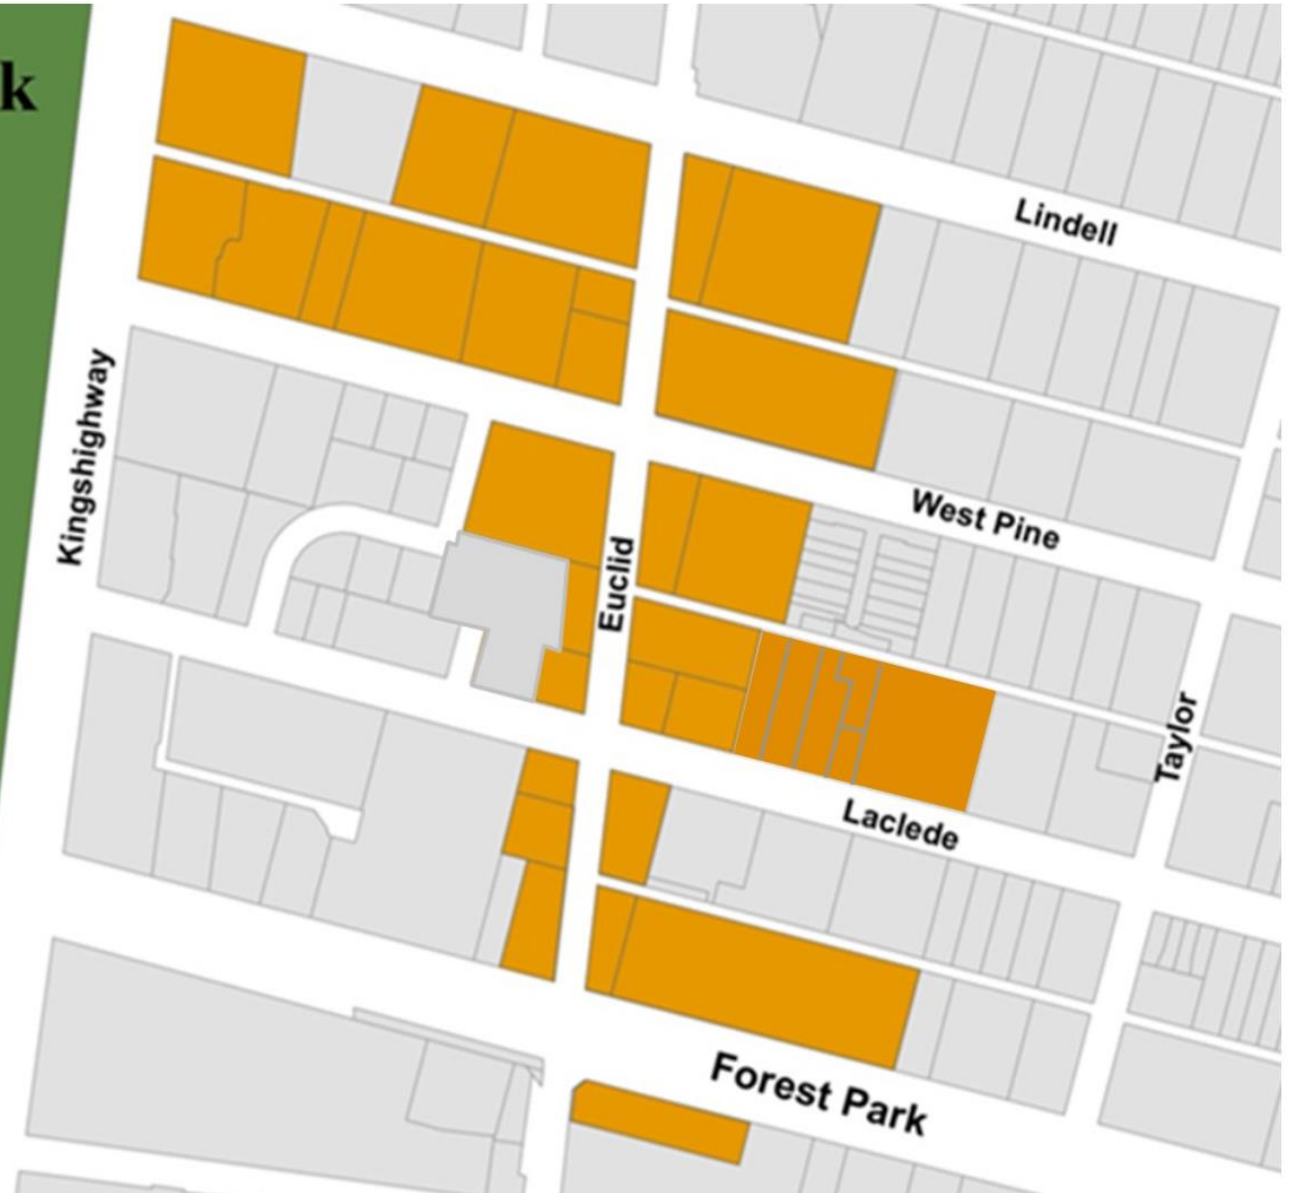 k
Lindell
Kingshighway
West Pine
Euclid
Taylor
Laclede
Forest Park